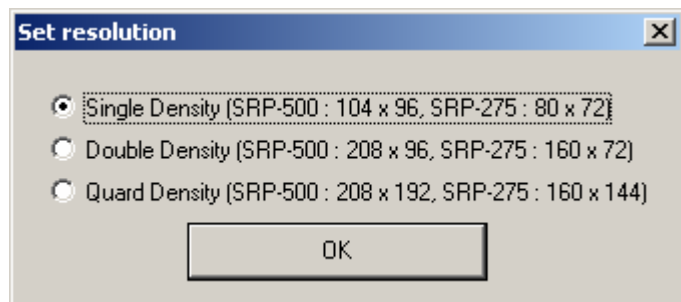 Set resolution
Single Density (SRP-500 : 104 x 96, SRP-275 : 80 x 72)
Double Density (SRP-500 : 208 x 96, SRP-275 : 160 x 72)
Quard Density (SRP-500 : 208 x 192, SRP-275 : 160 x 144)
OK